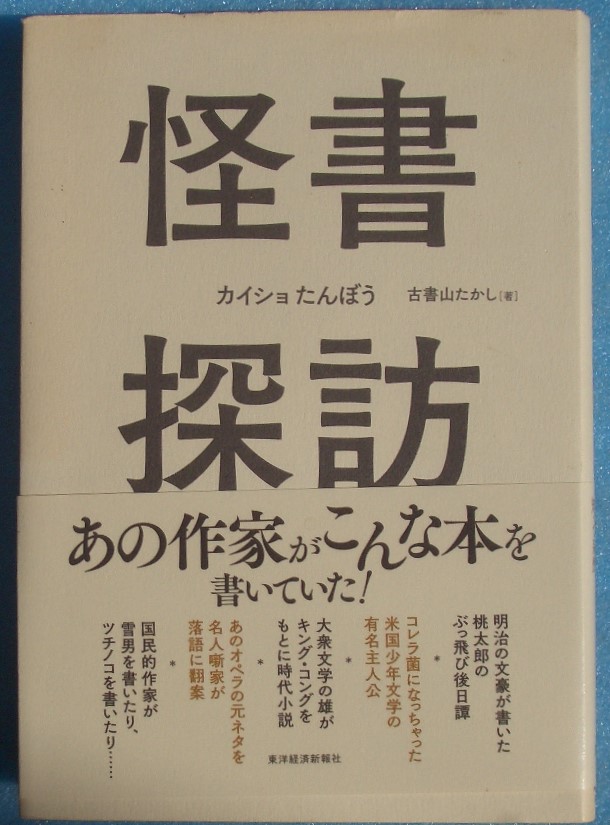 怪書
カイショたんぼう 古書山たかし[著]
探訪
あの作家がこんな本を
書いていた!
明治の文豪が書いた
桃太郎の
ぶっ飛び後日譚
*
コレラ菌になっちゃった
米国少年文学の
有名主人公
*
大衆文学の雄が
キング・コングを
もとに時代小説
*
あのオペラの元ネタを
名人噺家が
落語に翻案
*
国民的作家が
雪男を書いたり、
ツチノコを書いたり……
東洋経済新報社